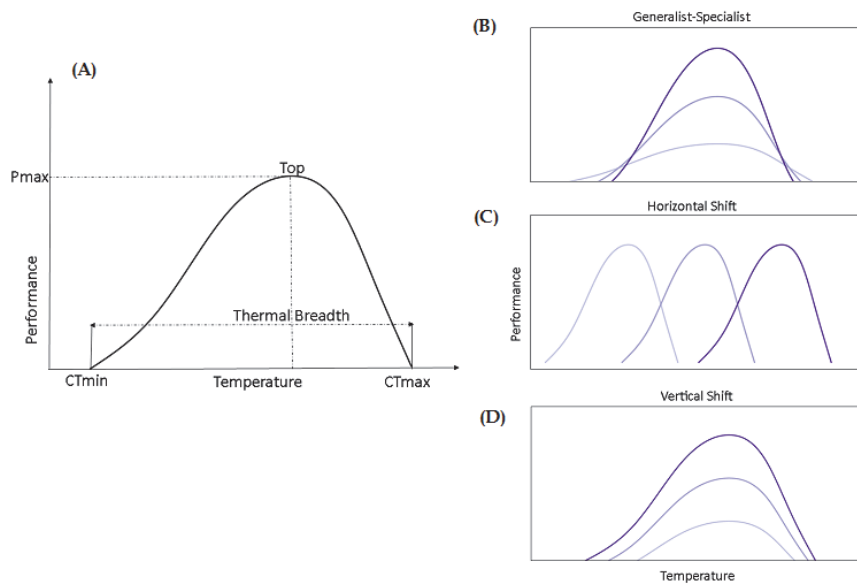 (A)
Pmax
Top
Performance
Thermal Breadth
CTmin
Temperature
CTmax
(B)
Generalist-Specialist
(C)
Horizontal Shift
Performance
(D)
Vertical Shift
Temperature